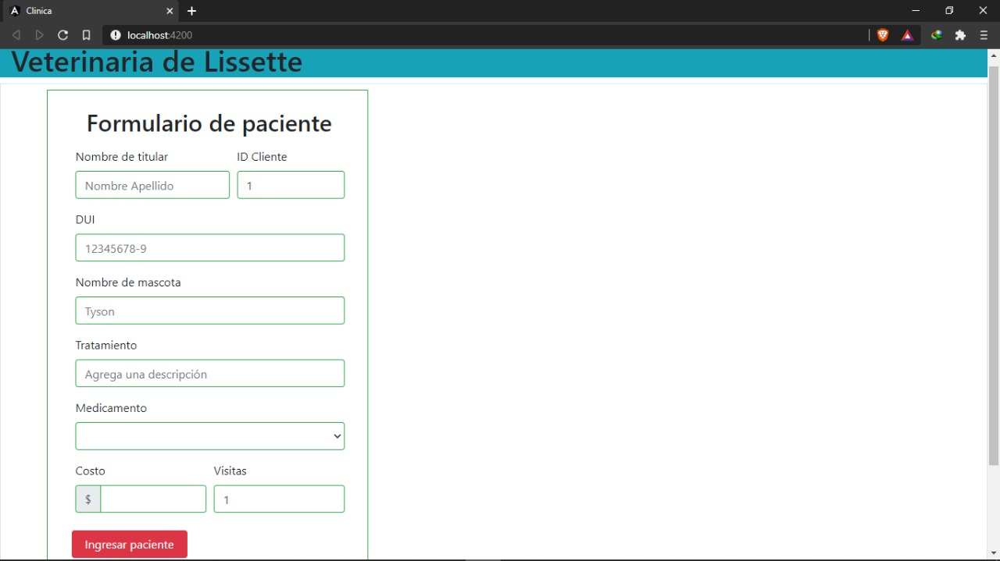 Clinica
localhost:4200
Veterinaria de Lissette
Formulario de paciente
Nombre de titular ID Cliente
Nombre Apellido 1
DUI
12345678-9
Nombre de mascota
Tyson
Tratamiento
Agrega una descripción
Medicamento
Costo Visitas
$ 1
Ingresar paciente